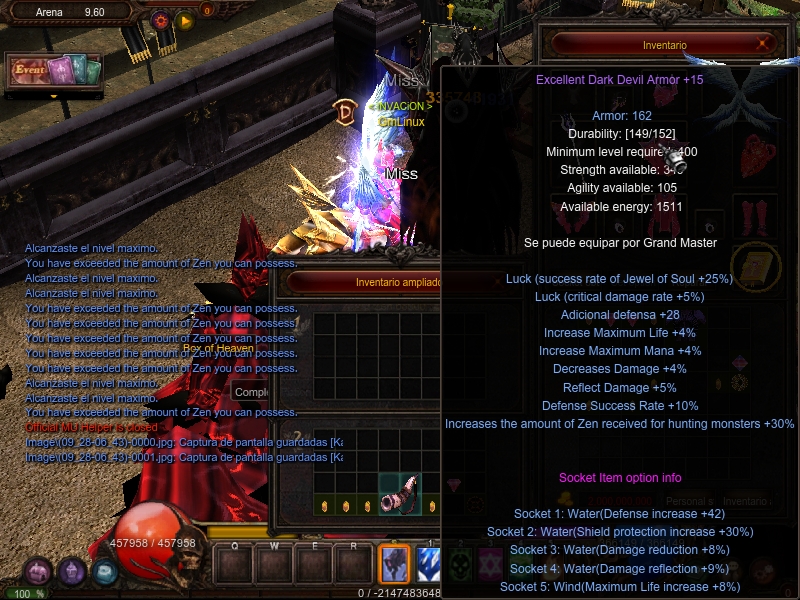 Arena 9.60
0
Event
Inventario
Miss
<INVACiON>
GmLinux
Miss
Excellent Dark Devil Armor +15
Armor: 162
Durability: [149/152]
Minimum level required: 400
Strength available:
Agility available: 105
Available energy: 1511
Se puede equipar por Grand Master
Luck (success rate of Jewel of Soul +25%)
Luck (critical damage rate +5%)
Adicional defensa +28
Increase Maximum Life +4%
Increase Maximum Mana +4%
Decreases Damage +4%
Reflect Damage +5%
Defense Success Rate +10%
Increases the amount of Zen received for hunting monsters +30%
Socket Item option info
Socket 1: Water(Defense increase +42)
Socket 2: Water(Shield protection increase +30%)
Socket 3: Water(Damage reduction +8%)
Socket 4: Water(Damage reflection +9%)
Socket 5: Wind(Maximum Life increase +8%)
Alcanzaste el nivel maximo.
You have exceeded the amount of Zen you can possess.
Alcanzaste el nivel maximo.
Alcanzaste el nivel maximo.
You have exceeded the amount of Zen you can possess.
You have exceeded the amount of Zen you can possess.
You have exceeded the amount of Zen you can possess.
You have exceeded the amount of Zen you can possess.
You have exceeded the amount of Zen you can possess.
Alcanzaste el nivel maximo.
Alcanzaste el nivel maximo.
You have exceeded the amount of Zen you can possess.
Official MU Helper is closed
Image\(09_28-06_43)-0000.jpg: Captura de pantalla guardadas [Ka
Image\(09_28-06_43)-0001.jpg: Captura de pantalla guardadas [Ka
Box of Heaven
Inventario ampliado
Compl
2
457958 / 457958
Q W E R
100 %
0 / -2147483648